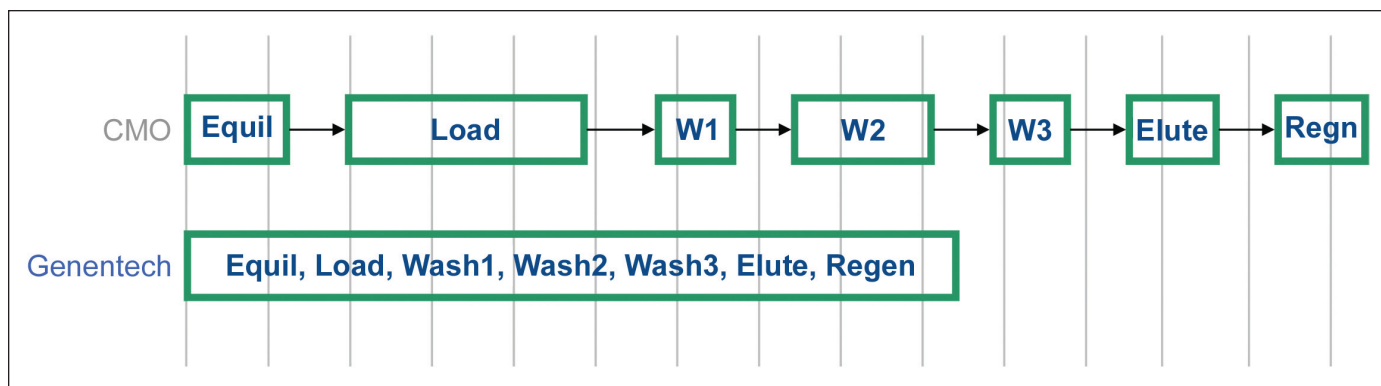 CMO Equil Load W1 W2 W3 Elute Regn
Genentech Equil, Load, Wash1, Wash2, Wash3, Elute, Regen